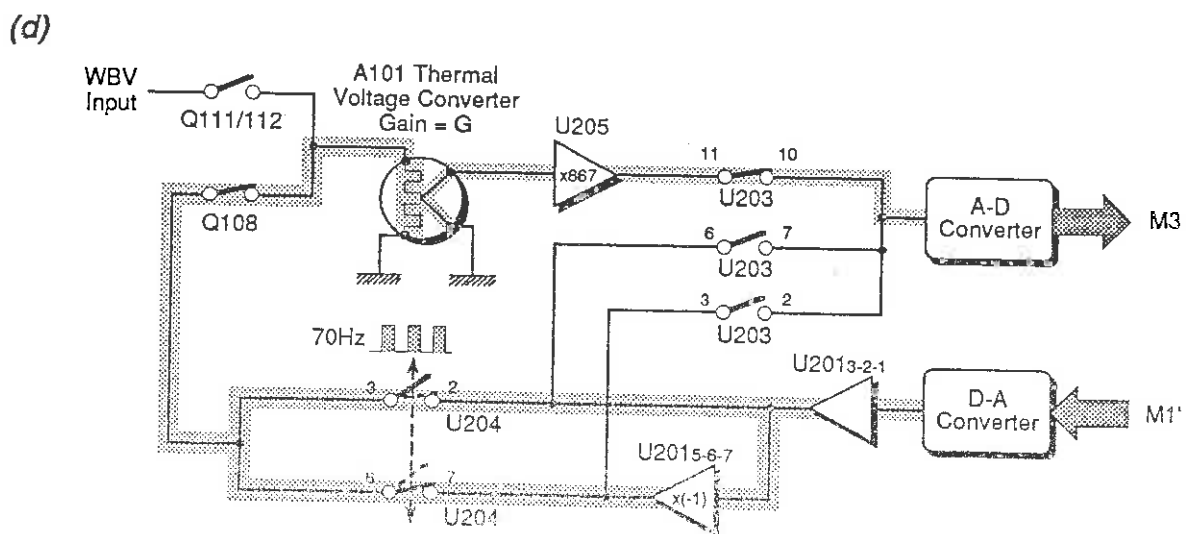 (d)
WBV
Input
Q111/112
A101 Thermal
Voltage Converter
Gain = G
U205
x867
11
10
U203
A-D
Converter
M3
Q108
6
7
U203
3
2
U203
70Hz
3
2
U204
U201 3-2-1
D-A
Converter
M1'
U201 5-6-7
6
7
U204
x(-1)